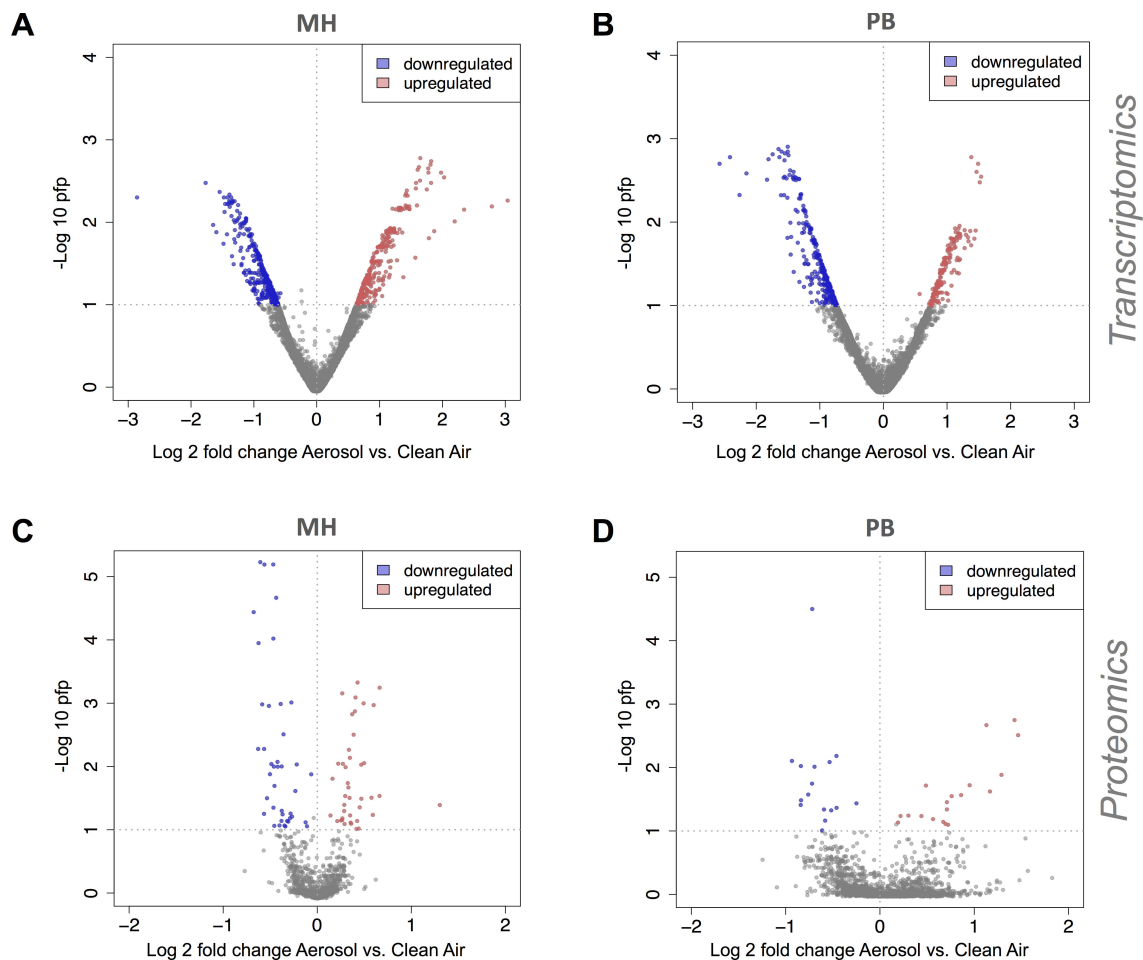 A
MH
4
3
2
1
0
-Log 10 pfp
downregulated
upregulated
−3 −2 −1 0 1 2 3
Log 2 fold change Aerosol vs. Clean Air
B
PB
4
3
2
1
0
-Log 10 pfp
downregulated
upregulated
−3 −2 −1 0 1 2 3
Log 2 fold change Aerosol vs. Clean Air
Transcriptomics
C
MH
5
4
3
2
1
0
-Log 10 pfp
downregulated
upregulated
−2 −1 0 1 2
Log 2 fold change Aerosol vs. Clean Air
D
PB
5
4
3
2
1
0
-Log 10 pfp
downregulated
upregulated
−2 −1 0 1 2
Log 2 fold change Aerosol vs. Clean Air
Proteomics